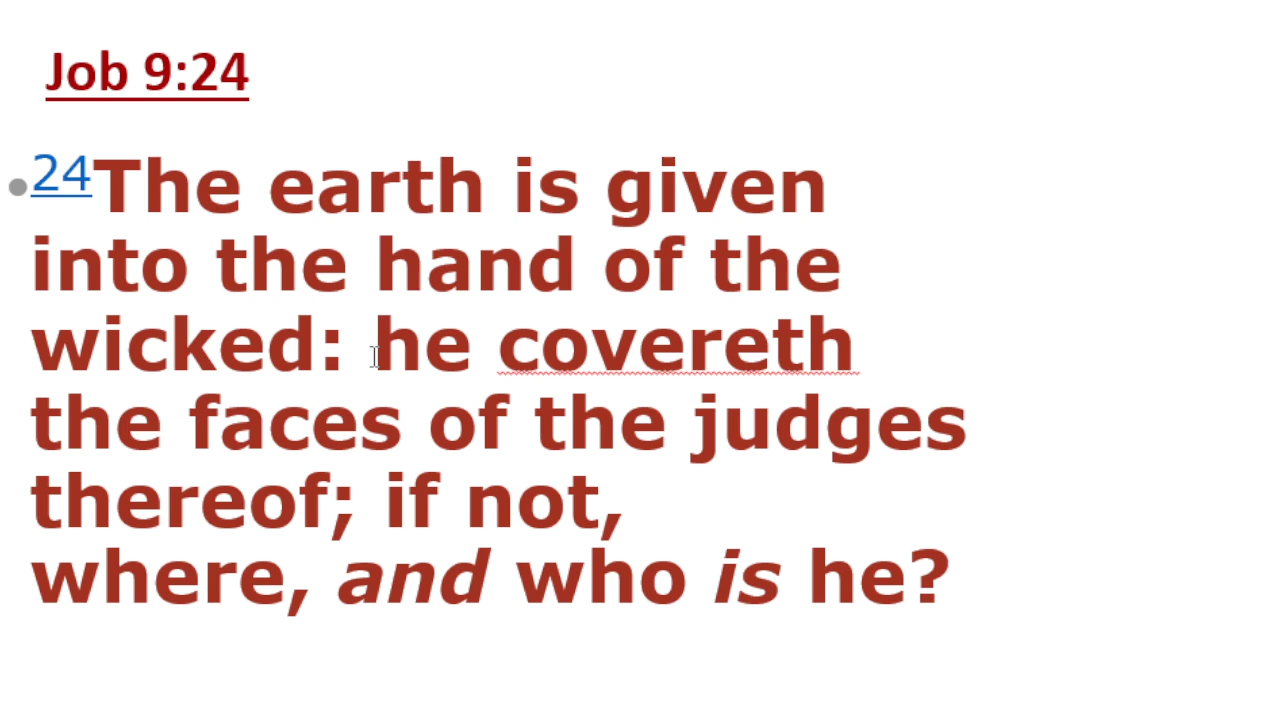 Job 9:24
•24The earth is given
into the hand of the
wicked: he covereth
the faces of the judges
thereof; if not,
where, and who is he?